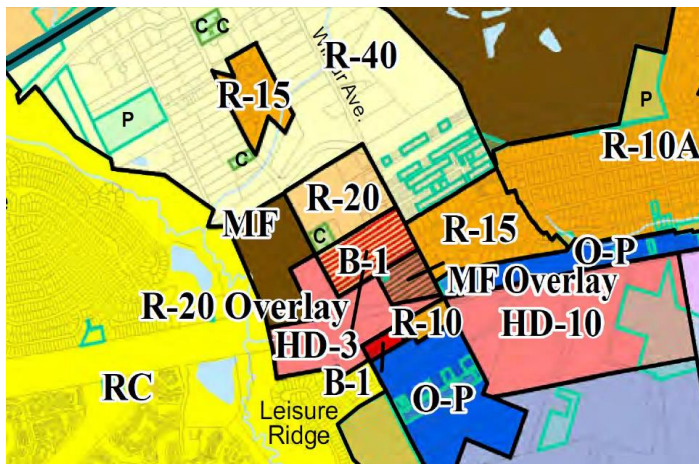 C
C
R-40
Ave.
R-15
P
P
C
R-10A
R-20
MF
C
R-15
O-P
B-1
MF Overlay
R-20 Overlay
R-10
HD-10
HD-3
B-1
RC
O-P
Leisure
Ridge